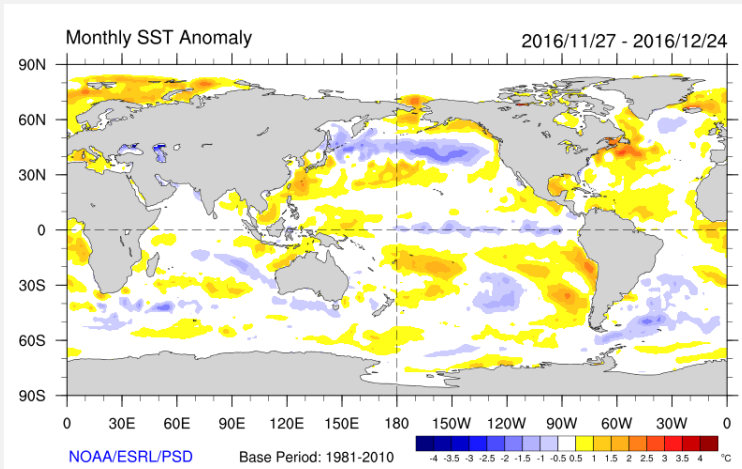 Monthly SST Anomaly 2016/11/27 - 2016/12/24
90N
60N
30N
0
30S
60S
90S
0 30E 60E 90E 120E 150E 180 150W 120W 90W 60W 30W 0
NOAA/ESRL/PSD Base Period: 1981-2010
-4 -3.5 -3 -2.5 -2 -1.5 -1 -0.5 0.5 1 1.5 2 2.5 3 3.5 4 °C